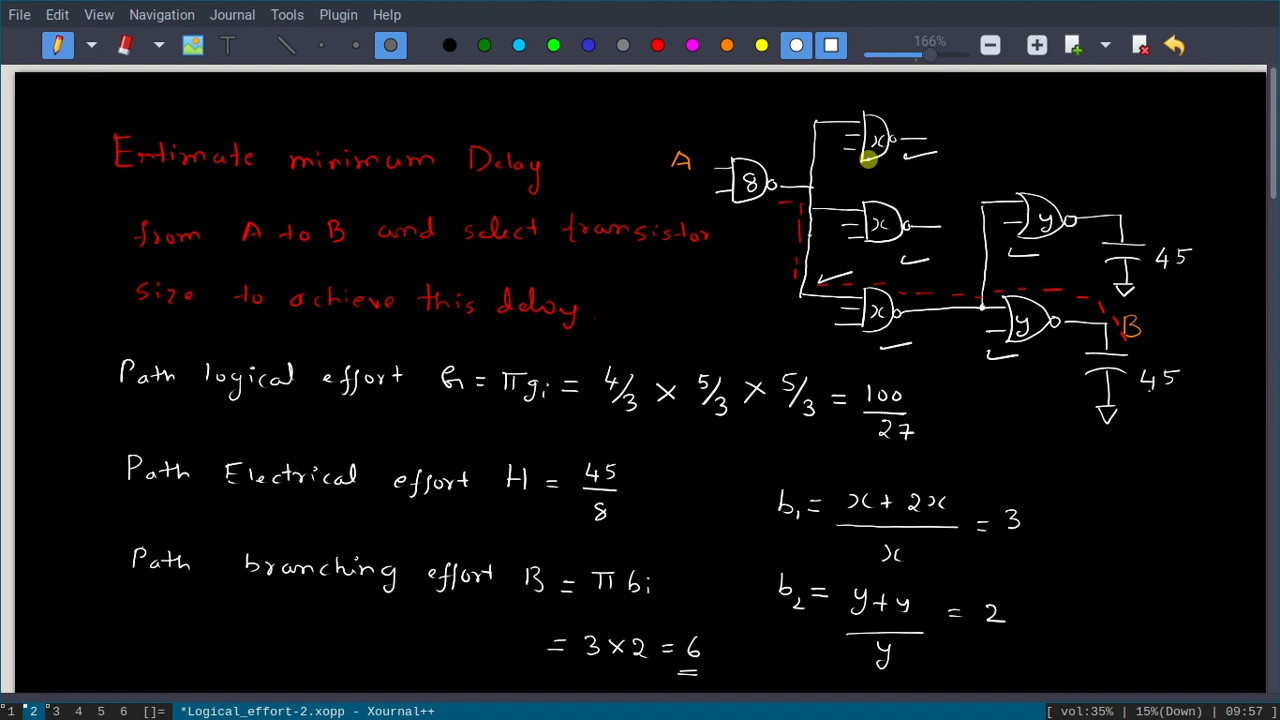 File Edit View Navigation Journal Tools Plugin Help
166%
Estimate minimum Delay
from A to B and select transistor
size to achieve this delay.
A
8
x
x
x
y
45
y
B
45
Path logical effort G = πgi = 4/3 × 5/3 × 5/3 = 100/27
Path Electrical effort H = 45/8
b1 = x + 2x / x = 3
Path branching effort B = π bi
b2 = y + y / y = 2
= 3 × 2 = 6
1 2 3 4 5 6 []= *Logical_effort-2.xopp - Xournal++ [ vol:35% | 15%(Down) | 09:57 ]